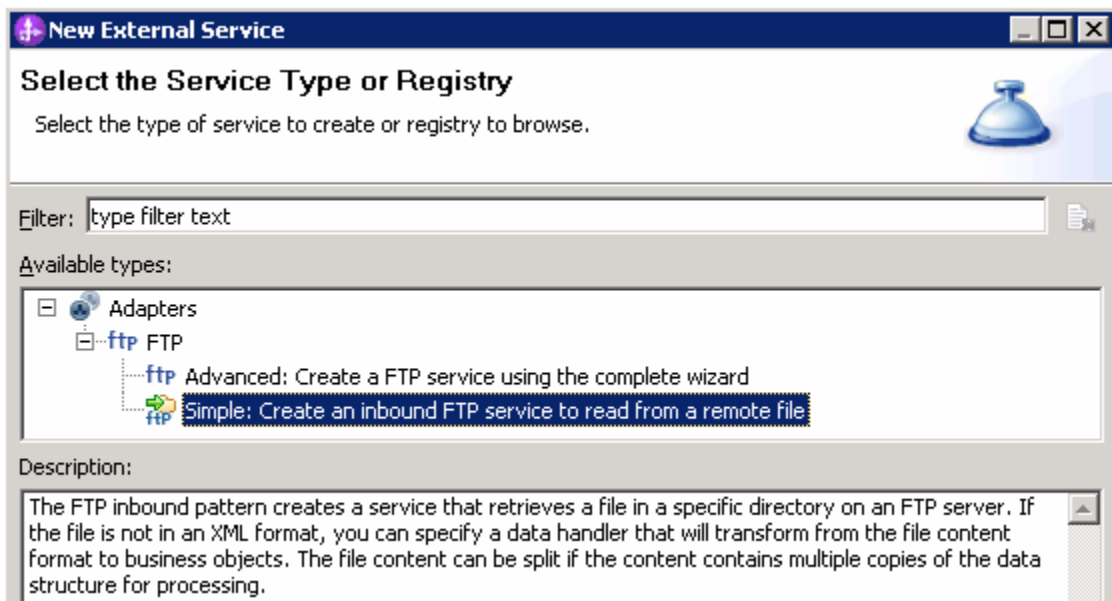 New External Service
Select the Service Type or Registry
Select the type of service to create or registry to browse.
Filter: type filter text
Available types:
Adapters
ftp FTP
ftp Advanced: Create a FTP service using the complete wizard
ftp Simple: Create an inbound FTP service to read from a remote file
Description:
The FTP inbound pattern creates a service that retrieves a file in a specific directory on an FTP server. If
the file is not in an XML format, you can specify a data handler that will transform from the file content
format to business objects. The file content can be split if the content contains multiple copies of the data
structure for processing.